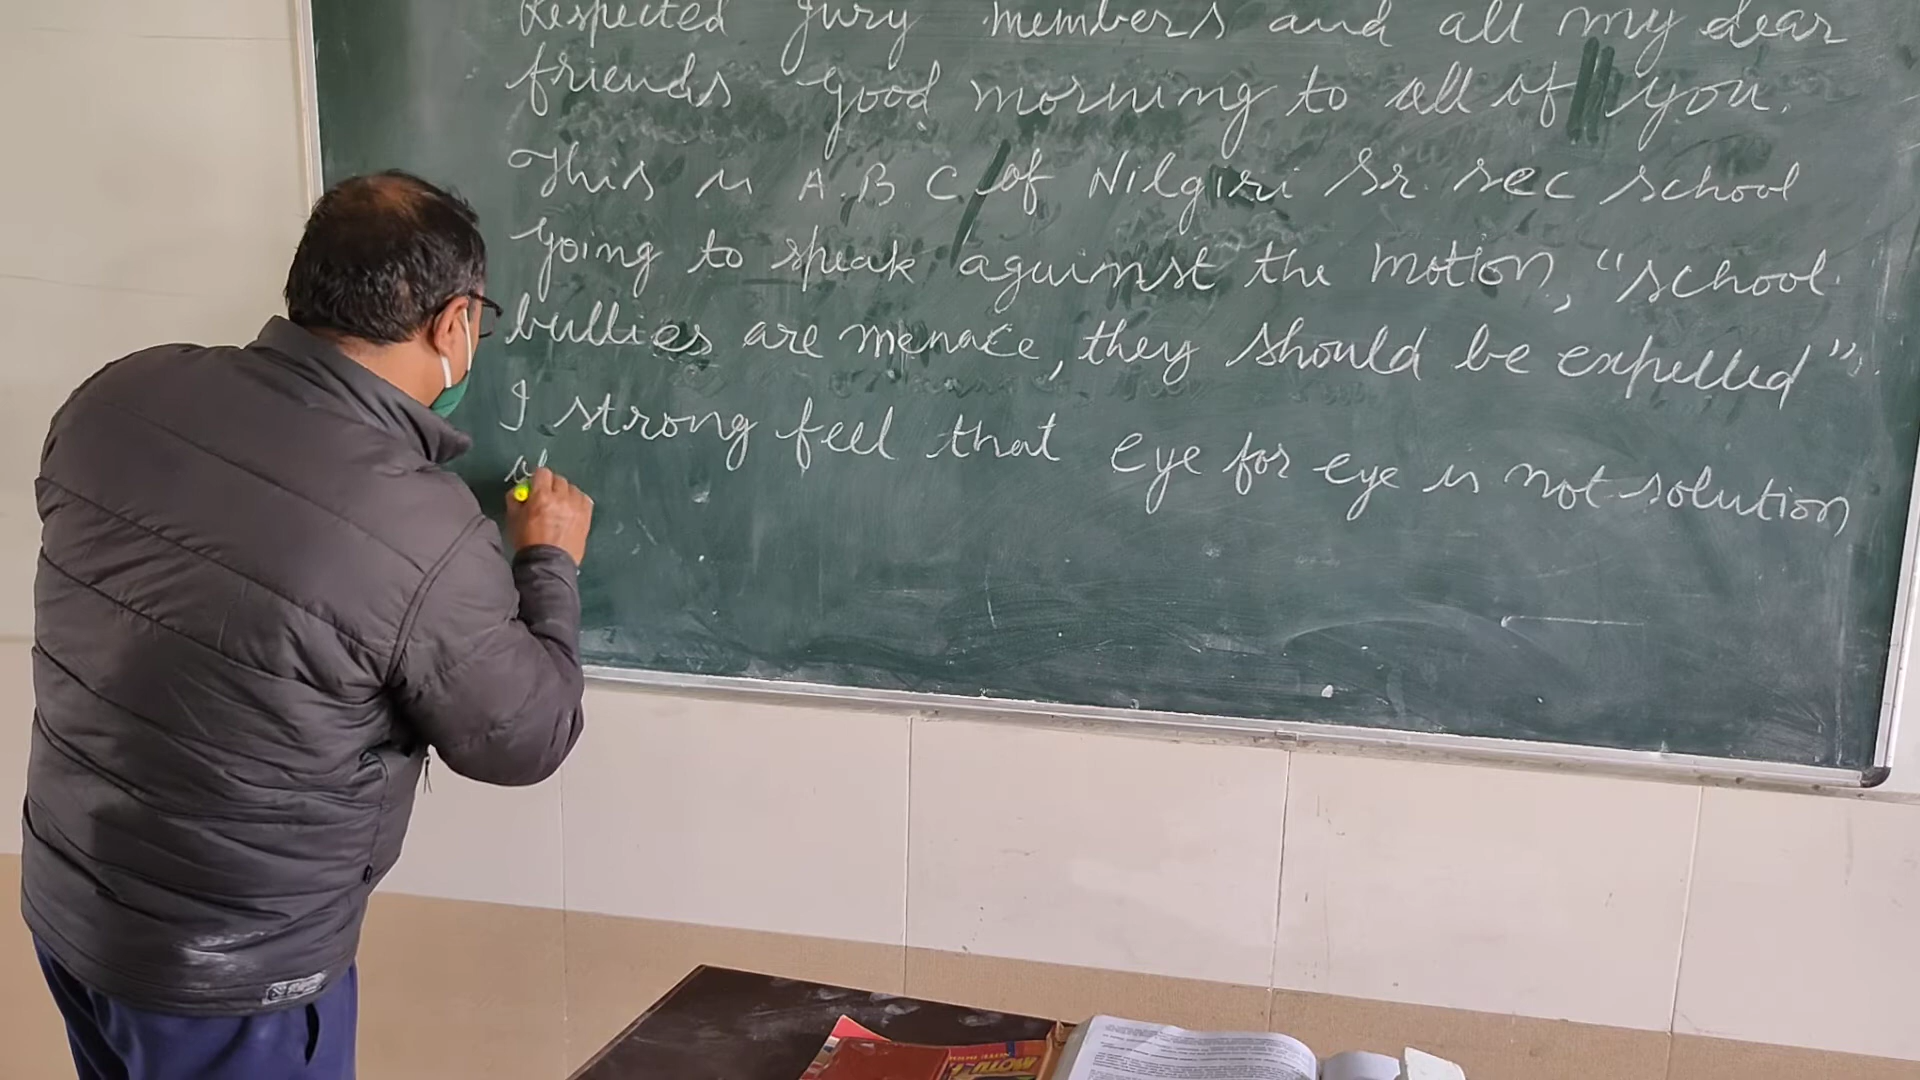 Respected Jury members and all my dear
friends good morning to all of you.
This is A.B.C. of Nilgiri Sr. sec school
going to speak against the motion, "school
bullies are menace, they should be expelled".
I strong feel that eye for eye is not solution